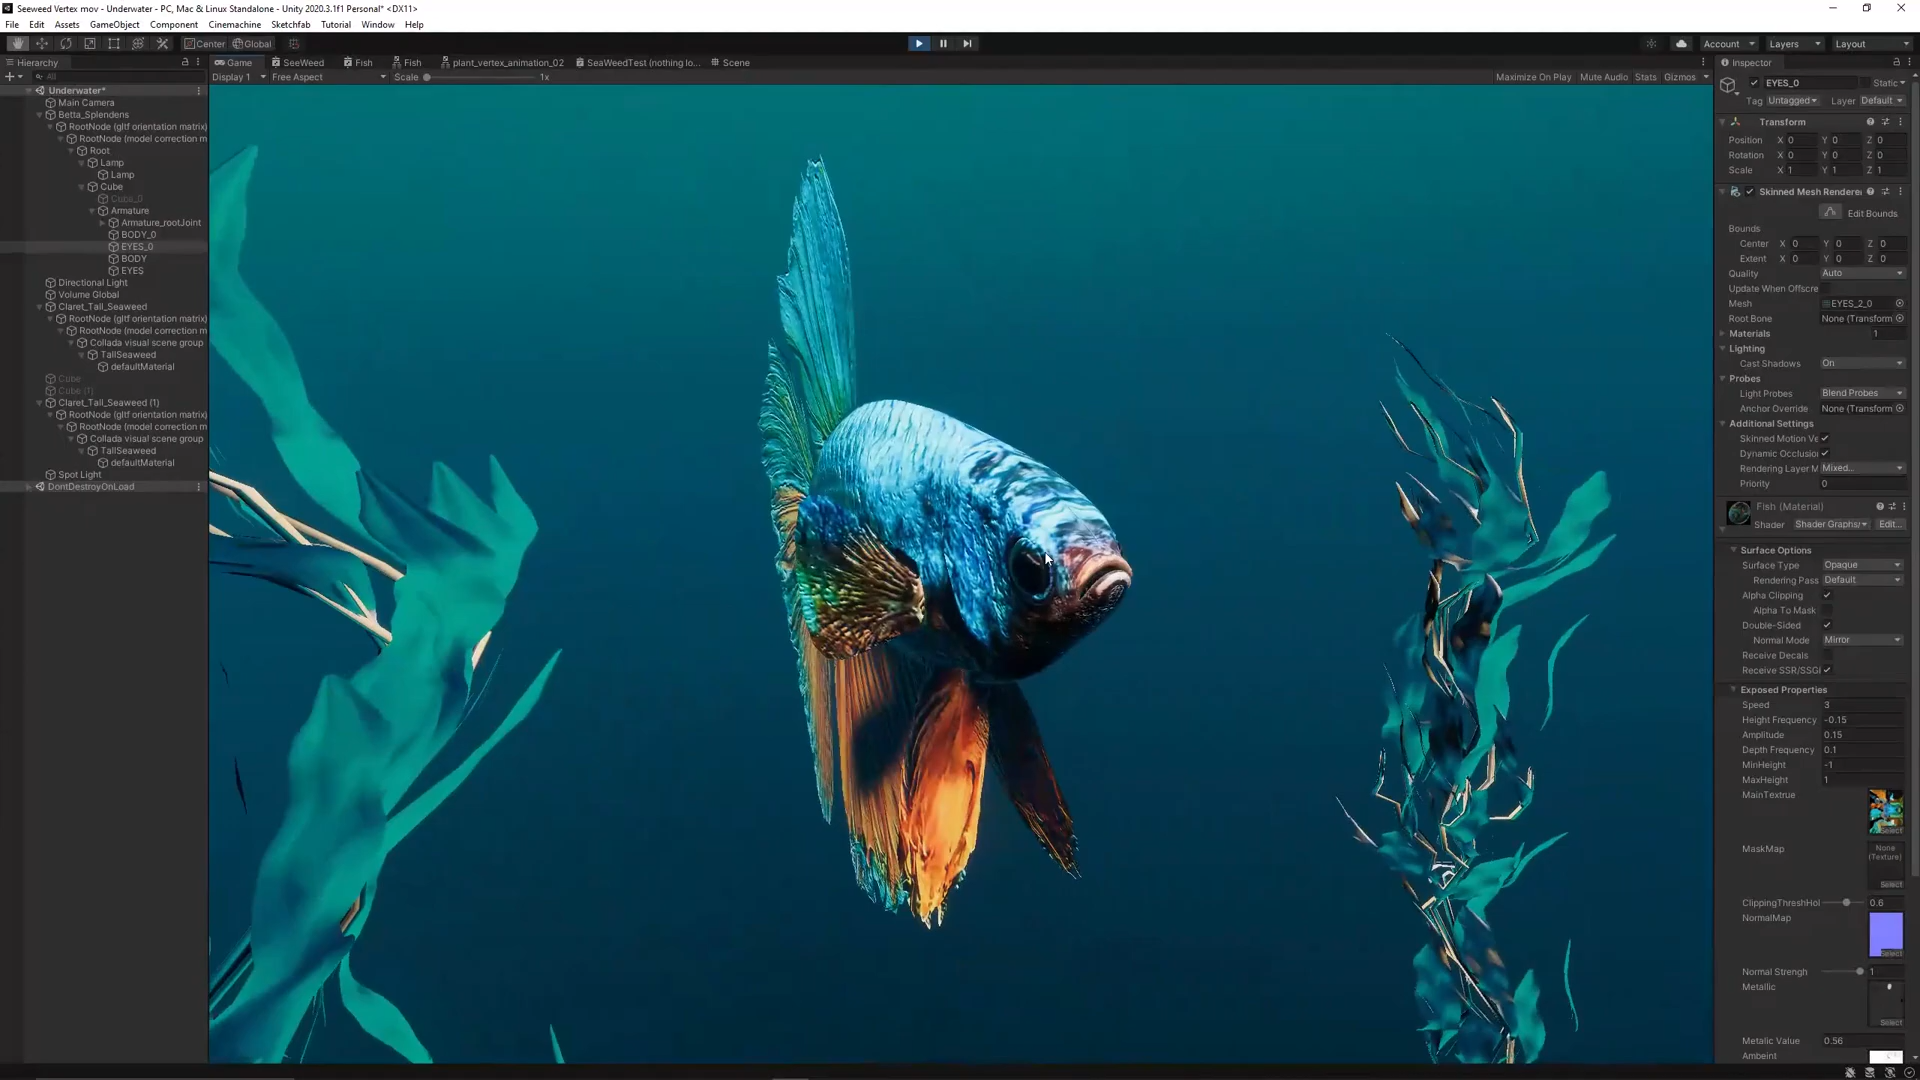 Seeweed Vertex mov - Underwater - PC, Mac & Linux Standalone - Unity 2020.3.1f1 Personal* <DX11>
File Edit Assets GameObject Component Cinemachine Sketchfab Tutorial Window Help
Center Global Account Layers Layout
Hierarchy
All
Underwater*
Main Camera
Betta_Splendens
RootNode (gltf orientation matrix)
RootNode (model correction m
Root
Lamp
Lamp
Cube
Cube_0
Armature
Armature_rootJoint
BODY_0
EYES_0
BODY
EYES
Directional Light
Volume Global
Claret_Tall_Seaweed
RootNode (gltf orientation matrix)
RootNode (model correction m
Collada visual scene group
TallSeaweed
defaultMaterial
Cube
Cube (1)
Claret_Tall_Seaweed (1)
RootNode (gltf orientation matrix)
RootNode (model correction m
Collada visual scene group
TallSeaweed
defaultMaterial
Spot Light
DontDestroyOnLoad
Game SeeWeed Fish Fish plant_vertex_animation_02 SeaWeedTest (nothing lo... Scene
Display 1 Free Aspect Scale 1x Maximize On Play Mute Audio Stats Gizmos
Inspector
EYES_0 Static
Tag Untagged Layer Default
Transform
Position X 0 Y 0 Z 0
Rotation X 0 Y 0 Z 0
Scale X 1 Y 1 Z 1
Skinned Mesh Renderer
Edit Bounds
Bounds
Center X 0 Y 0 Z 0
Extent X 0 Y 0 Z 0
Quality Auto
Update When Offscre
Mesh EYES_2_0
Root Bone None (Transform
Materials 1
Lighting
Cast Shadows On
Probes
Light Probes Blend Probes
Anchor Override None (Transform
Additional Settings
Skinned Motion Ve
Dynamic Occlusion
Rendering Layer M Mixed...
Priority 0
Fish (Material)
Shader Shader Graphs/ Edit...
Surface Options
Surface Type Opaque
Rendering Pass Default
Alpha Clipping
Alpha To Mask
Double-Sided
Normal Mode Mirror
Receive Decals
Receive SSR/SSGI
Exposed Properties
Speed 3
Height Frequency -0.15
Amplitude 0.15
Depth Frequency 0.1
MinHeight -1
MaxHeight 1
MainTextrue
Select
MaskMap None
(Texture)
Select
ClippingThreshHol 0.6
NormalMap
Select
Normal Strengh 1
Metallic
Select
Metalic Value 0.56
Ambeint